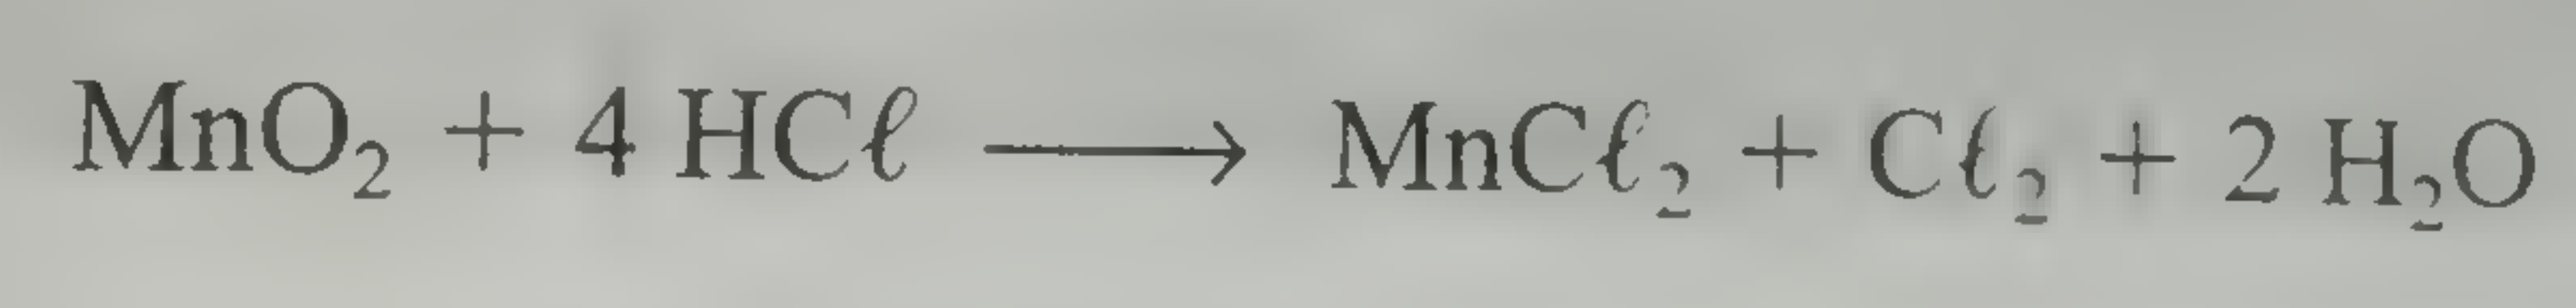 MnO₂ + 4 HCℓ ⟶ MnCℓ₂ + Cℓ₂ + 2 H₂O